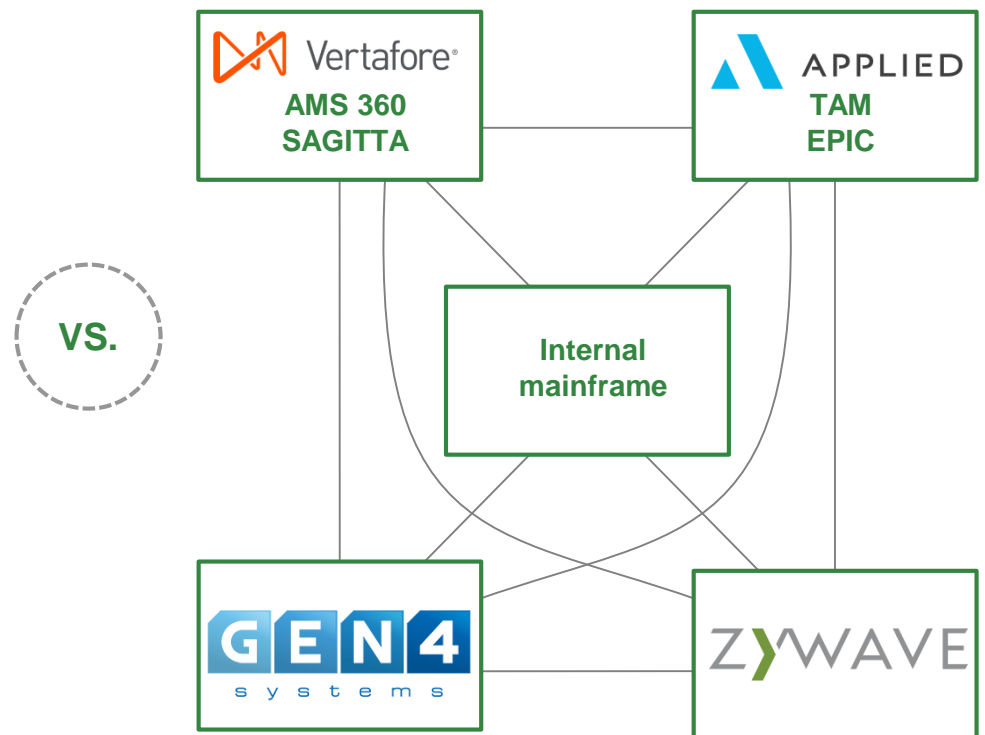 Vertafore®
AMS 360
SAGITTA
APPLIED
TAM
EPIC
VS.
Internal
mainframe
GEN4
systems
ZYWAVE